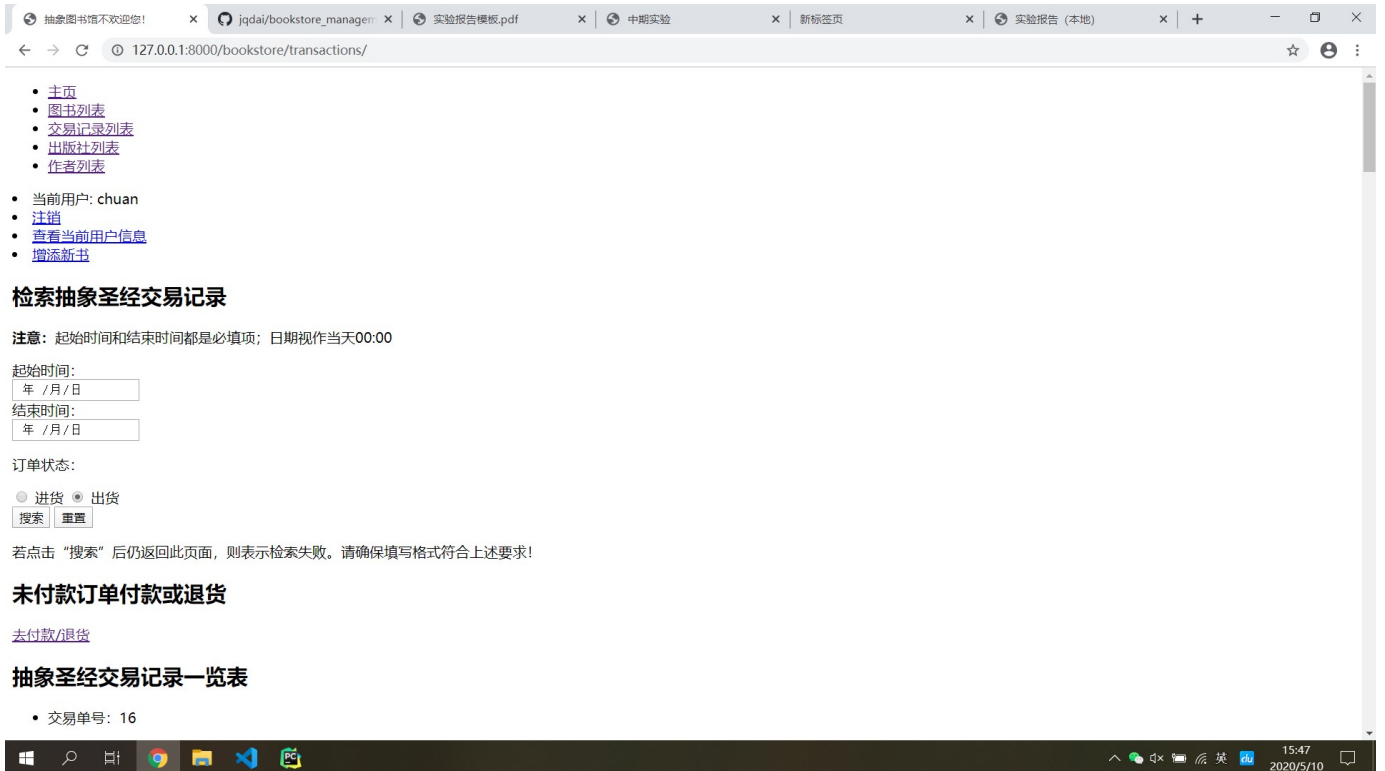 抽象图书馆不欢迎您!
jqdai/bookstore_managem
实验报告模板.pdf
中期实验
新标签页
实验报告 (本地)
127.0.0.1:8000/bookstore/transactions/
主页
图书列表
交易记录列表
出版社列表
作者列表
当前用户: chuan
注销
查看当前用户信息
增添新书
检索抽象圣经交易记录
注意：起始时间和结束时间都是必填项；日期视作当天00:00
起始时间：
年 /月/日
结束时间：
年 /月/日
订单状态：
进货 出货
搜索 重置
若点击“搜索”后仍返回此页面，则表示检索失败。请确保填写格式符合上述要求！
未付款订单付款或退货
去付款/退货
抽象圣经交易记录一览表
交易单号：16
PC
英 du 15:47
2020/5/10